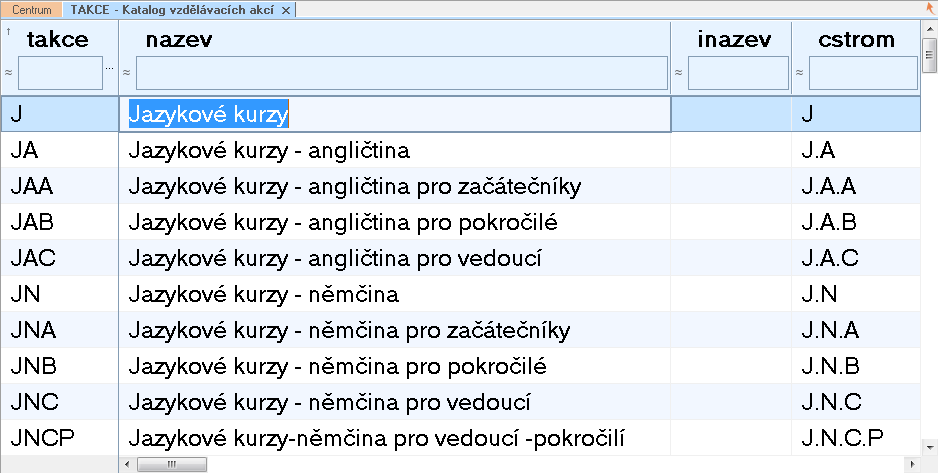 Centrum TAKCE - Katalog vzdělávacích akcí
takce nazev inazev cstrom
J Jazykové kurzy J
JA Jazykové kurzy - angličtina J.A
JAA Jazykové kurzy - angličtina pro začátečníky J.A.A
JAB Jazykové kurzy - angličtina pro pokročilé J.A.B
JAC Jazykové kurzy - angličtina pro vedoucí J.A.C
JN Jazykové kurzy - němčina J.N
JNA Jazykové kurzy - němčina pro začátečníky J.N.A
JNB Jazykové kurzy - němčina pro pokročilé J.N.B
JNC Jazykové kurzy - němčina pro vedoucí J.N.C
JNCP Jazykové kurzy-němčina pro vedoucí -pokročilí J.N.C.P